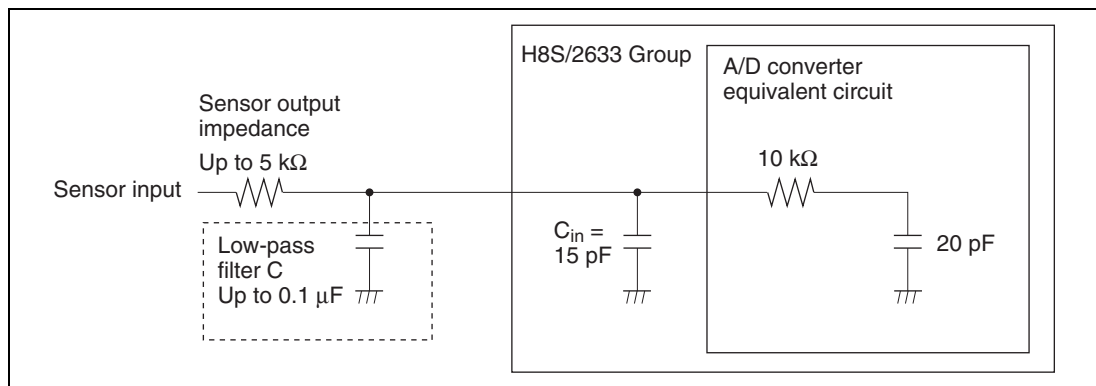 H8S/2633 Group
A/D converter
equivalent circuit
Sensor output
impedance
Up to 5 kΩ
10 kΩ
Sensor input
Low-pass
filter C
Up to 0.1 μF
Cin =
15 pF
20 pF